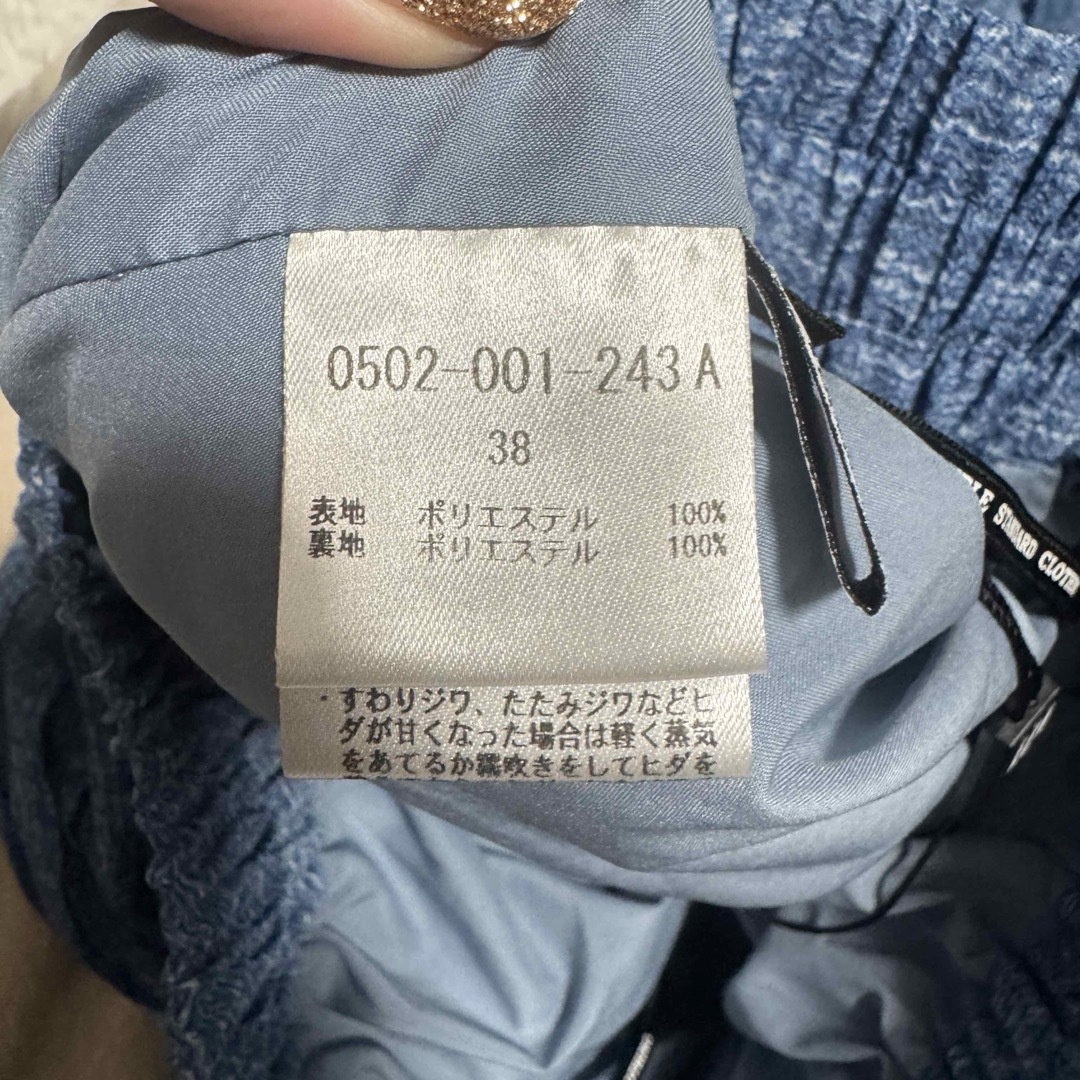 0502-001-243A
38
表地 ポリエステル 100%
裏地 ポリエステル 100%
・すわりジワ、たたみジワなどヒ
ダが甘くなった場合は軽く蒸気
をあてるか霧吹きをしてヒダを
STANDARD CLOTH